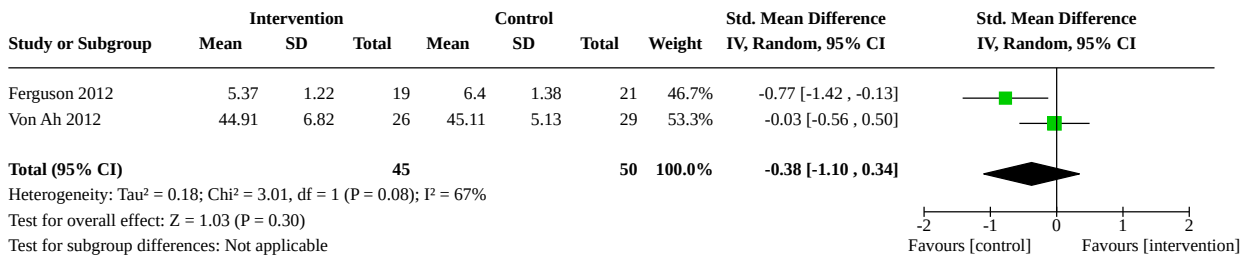 Intervention Control Std. Mean Difference Std. Mean Difference
Study or Subgroup Mean SD Total Mean SD Total Weight IV, Random, 95% CI IV, Random, 95% CI
Ferguson 2012 5.37 1.22 19 6.4 1.38 21 46.7% -0.77 [-1.42 , -0.13]
Von Ah 2012 44.91 6.82 26 45.11 5.13 29 53.3% -0.03 [-0.56 , 0.50]
Total (95% CI) 45 50 100.0% -0.38 [-1.10 , 0.34]
Heterogeneity: Tau² = 0.18; Chi² = 3.01, df = 1 (P = 0.08); I² = 67%
Test for overall effect: Z = 1.03 (P = 0.30) -2 -1 0 1 2
Test for subgroup differences: Not applicable Favours [control] Favours [intervention]